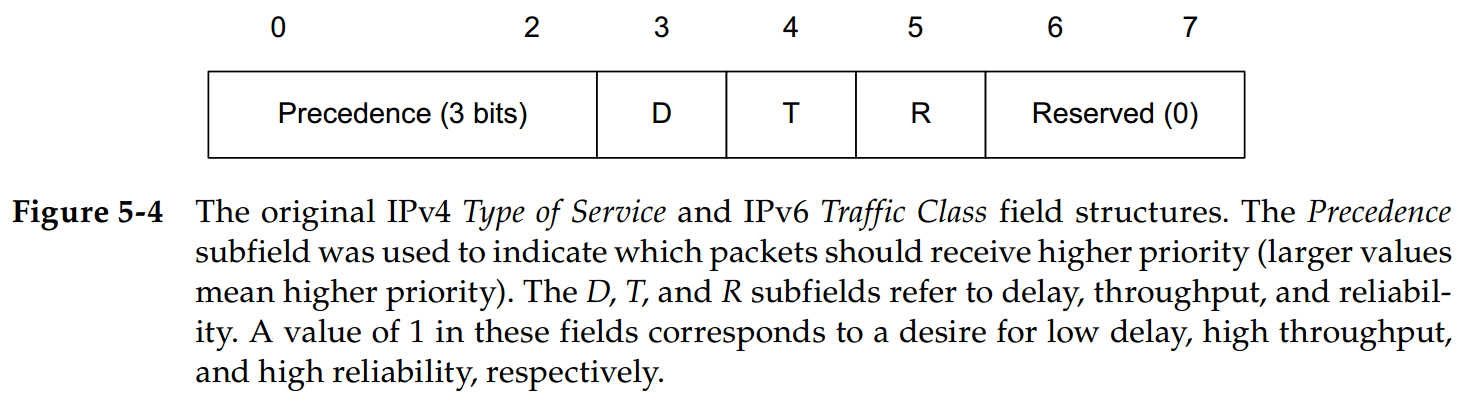 0 2 3 4 5 6 7
Precedence (3 bits) D T R Reserved (0)
Figure 5-4 The original IPv4 Type of Service and IPv6 Traffic Class field structures. The Precedence
subfield was used to indicate which packets should receive higher priority (larger values
mean higher priority). The D, T, and R subfields refer to delay, throughput, and reliabil-
ity. A value of 1 in these fields corresponds to a desire for low delay, high throughput,
and high reliability, respectively.